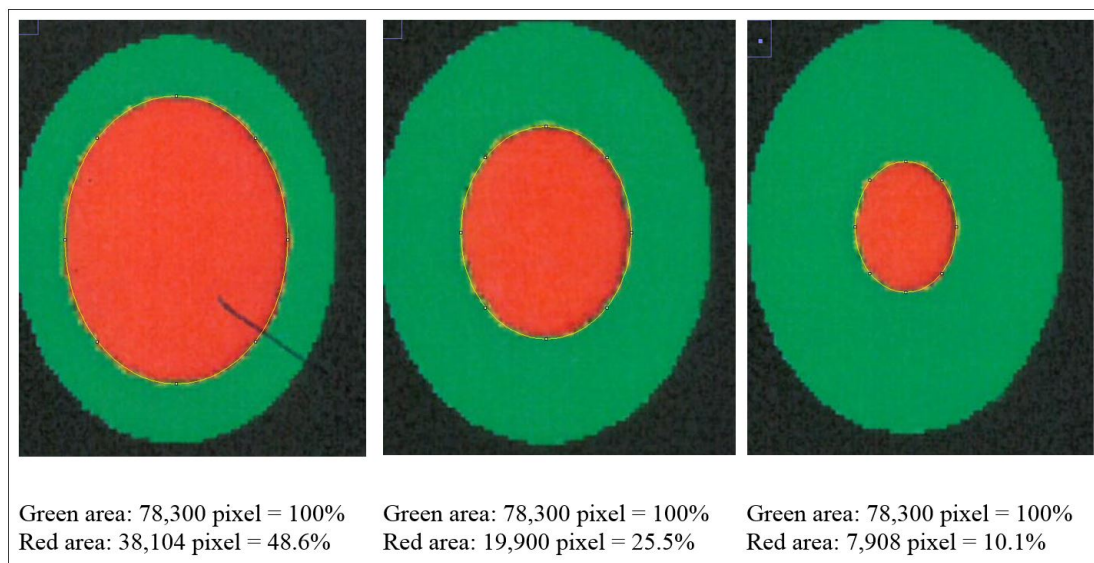 Green area: 78,300 pixel = 100%
Red area: 38,104 pixel = 48.6%
Green area: 78,300 pixel = 100%
Red area: 19,900 pixel = 25.5%
Green area: 78,300 pixel = 100%
Red area: 7,908 pixel = 10.1%